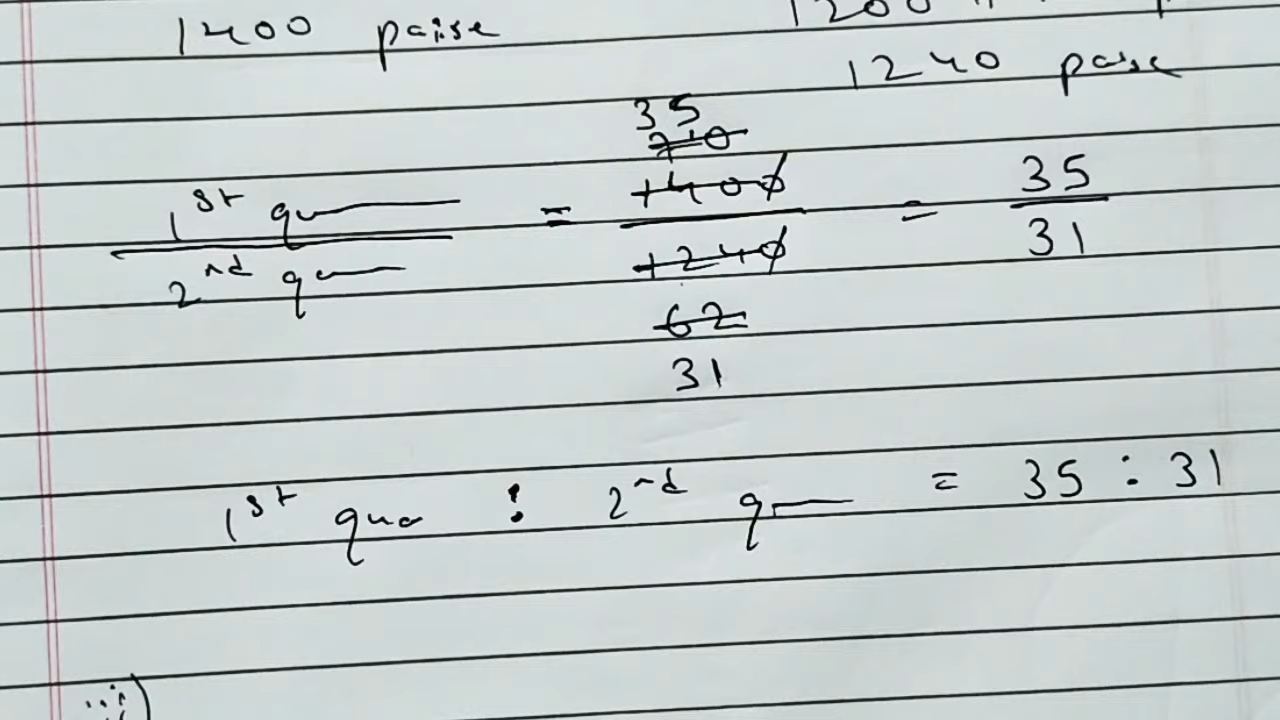 1400 paise
1240 paise
35
70
1st qu = 1400 = 35
2nd qu 1240 31
62
31
1st qua : 2nd q = 35 : 31
iii)